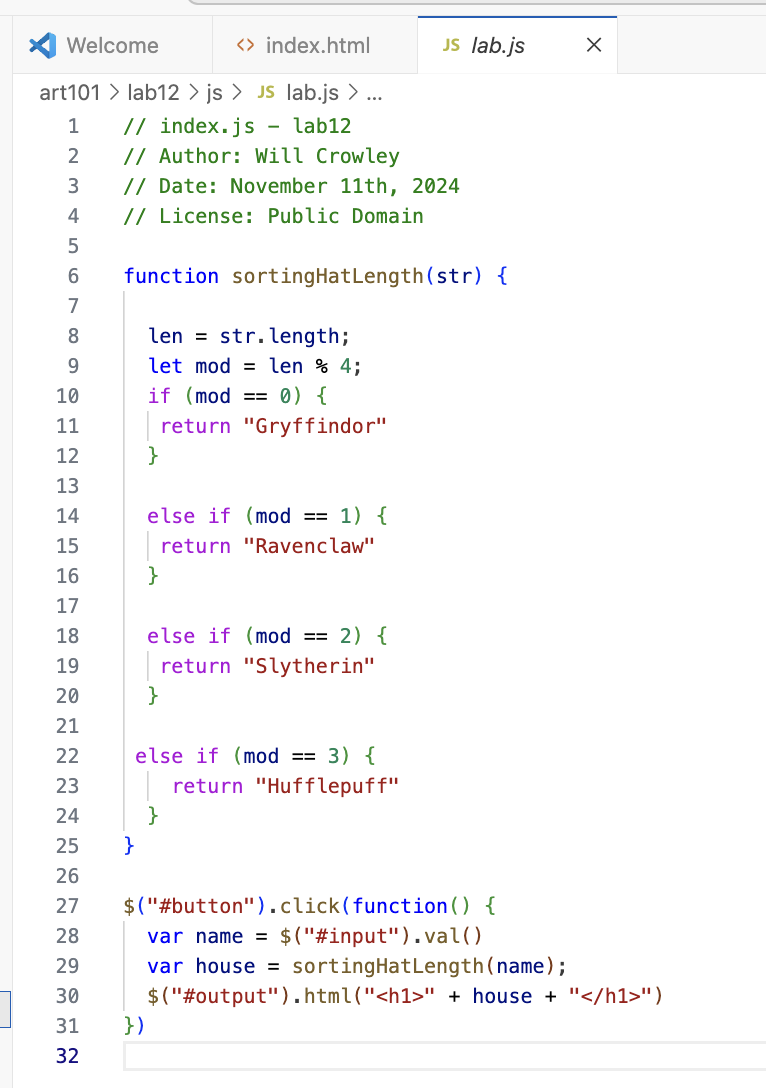 Welcome
<> index.html
JS lab.js ×
art101 > lab12 > js > JS lab.js > ...
1 // index.js - lab12
2 // Author: Will Crowley
3 // Date: November 11th, 2024
4 // License: Public Domain
5
6 function sortingHatLength(str) {
7
8 len = str.length;
9 let mod = len % 4;
10 if (mod == 0) {
11 return "Gryffindor"
12 }
13
14 else if (mod == 1) {
15 return "Ravenclaw"
16 }
17
18 else if (mod == 2) {
19 return "Slytherin"
20 }
21
22 else if (mod == 3) {
23 return "Hufflepuff"
24 }
25 }
26
27 $("#button").click(function() {
28 var name = $("#input").val()
29 var house = sortingHatLength(name);
30 $("#output").html("<h1>" + house + "</h1>")
31 })
32